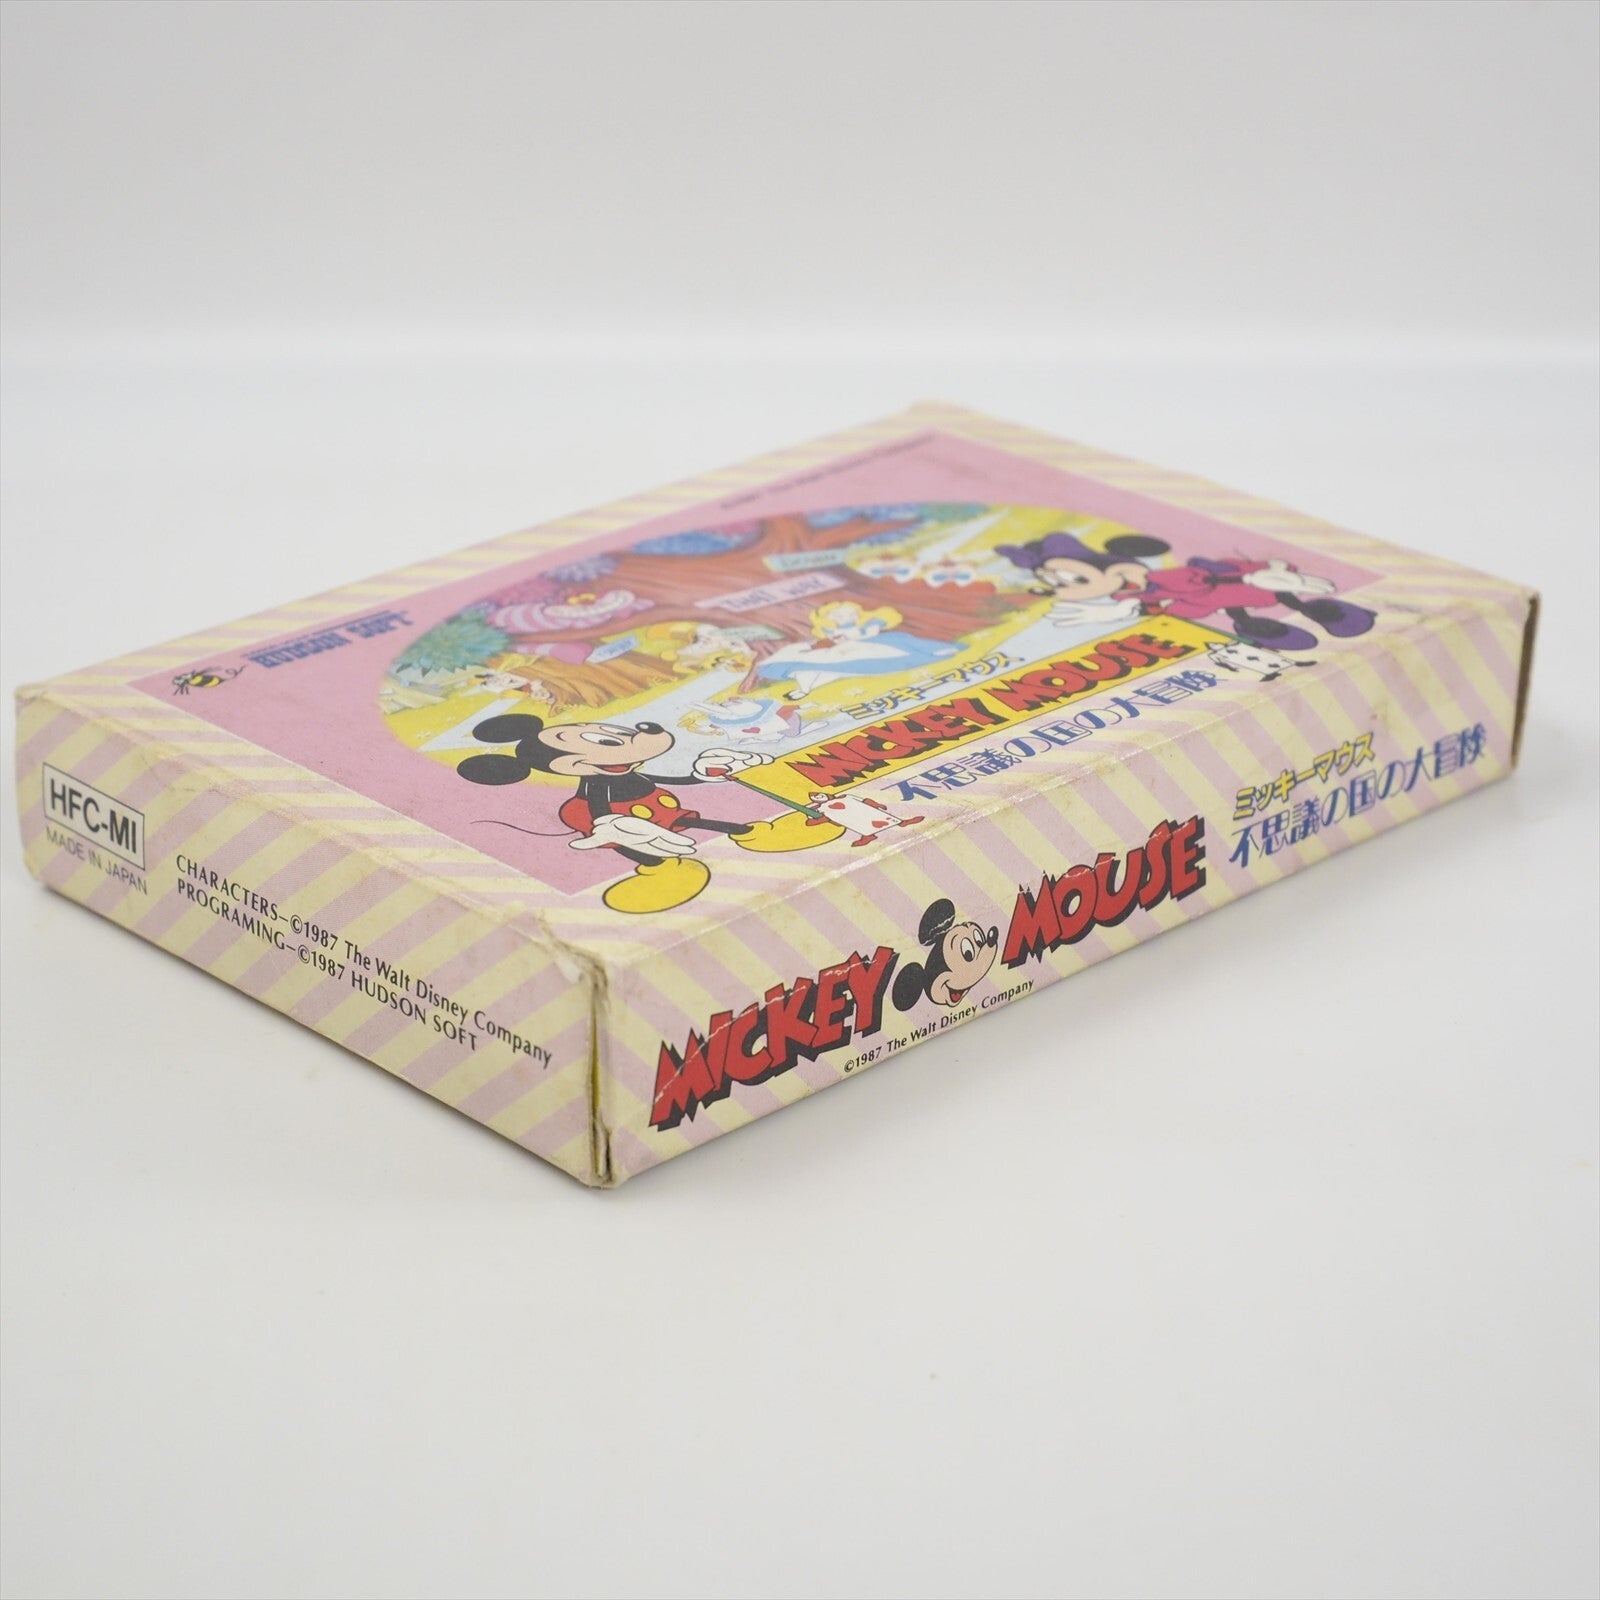 HUDSON SOFT
THAT WAY
ミッキーマウス
MICKEY MOUSE
不思議の国の大冒険
HFC-MI
MADE IN JAPAN
CHARACTERS–©1987 The Walt Disney Company
PROGRAMING–©1987 HUDSON SOFT
MICKEY MOUSE
©1987 The Walt Disney Company
ミッキーマウス
不思議の国の大冒険